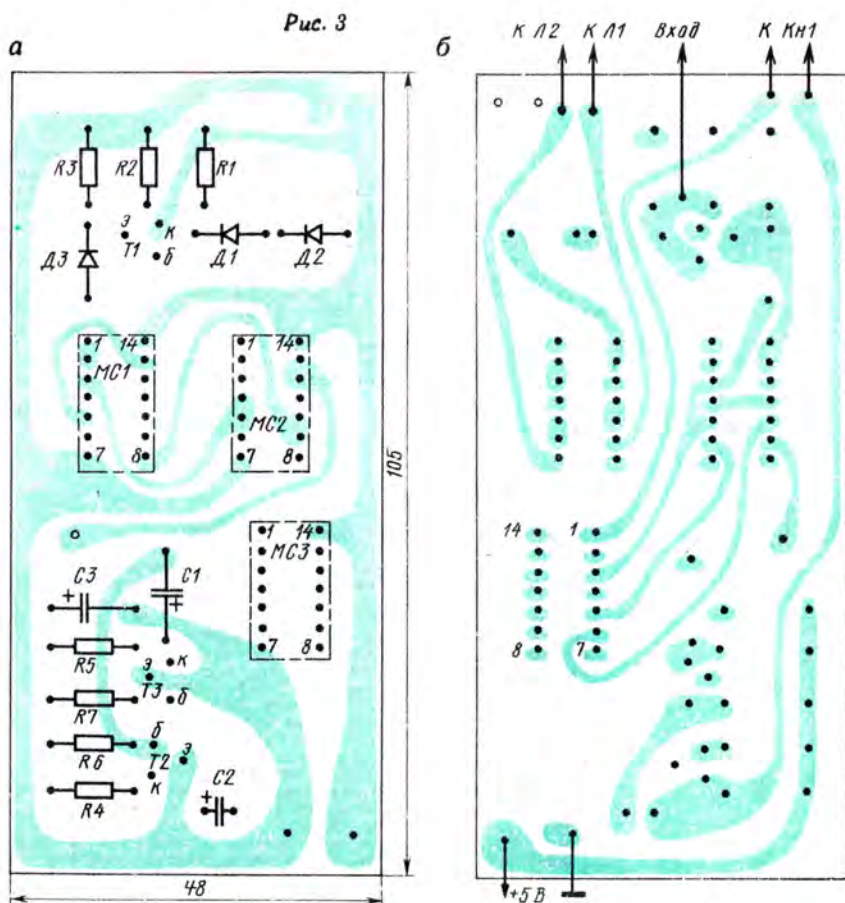 Рис. 3
а
б
К Л2 К Л1 Вход К Кн1
R3 R2 R1
Д3 э Т1 к б Д1 Д2
1 14 1 14
МС1
МС2
7 8 7 8
105
1 14
МС3
7 8
14 1
8 7
С3 + С1 +
R5 э к
Т3
R7 б
б э
R6 Т2
к
R4 + С2
48
+5 В